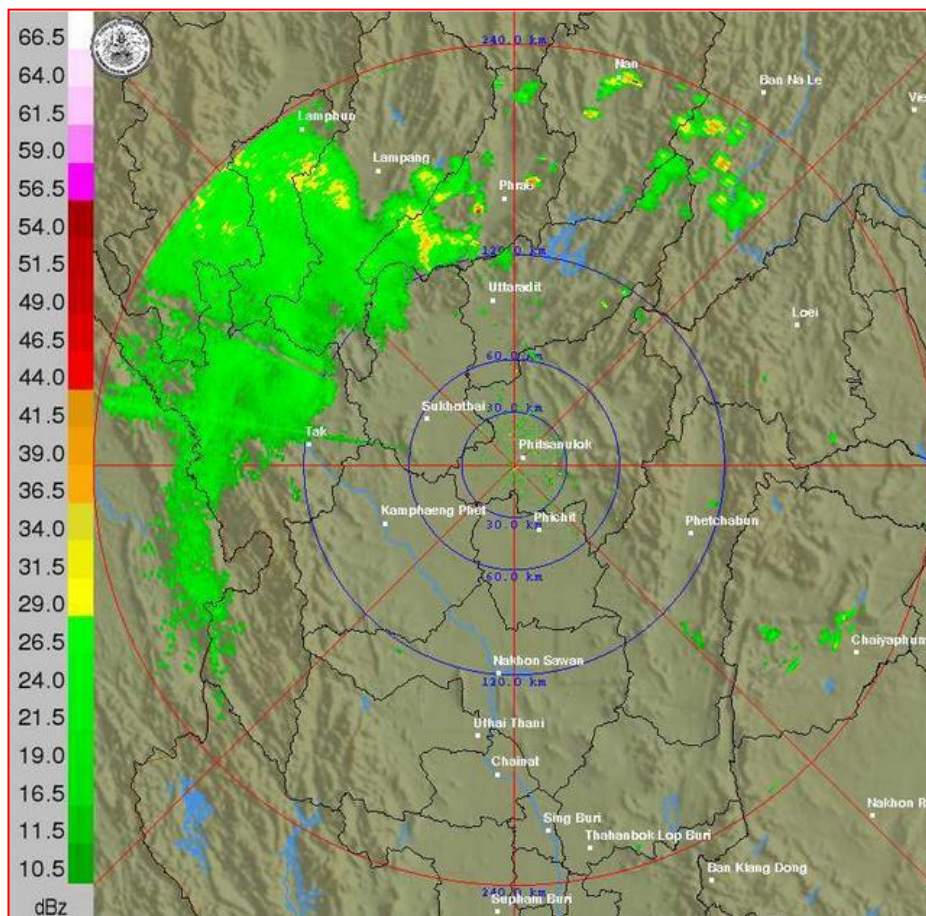 66.5
64.0
61.5
59.0
56.5
54.0
51.5
49.0
46.5
44.0
41.5
39.0
36.5
34.0
31.5
29.0
26.5
24.0
21.5
19.0
16.5
11.5
10.5
dBz
240.0 km
Nan
Ban Na Le
Vie
Lamphun
Lampang
Phrae
120.0 km
Uttaradit
Loei
60.0 km
Sukhothai
30.0 km
Tak
Phitsanulok
Kamphaeng Phet
Phichit
30.0 km
Phetchabun
60.0 km
Chaiyaphum
Nakhon Sawan
120.0 km
Uthai Thani
Chainat
Nakhon R
Sing Buri
Thahanbok Lop Buri
Ban Klang Dong
240.0 km
Supham Buri